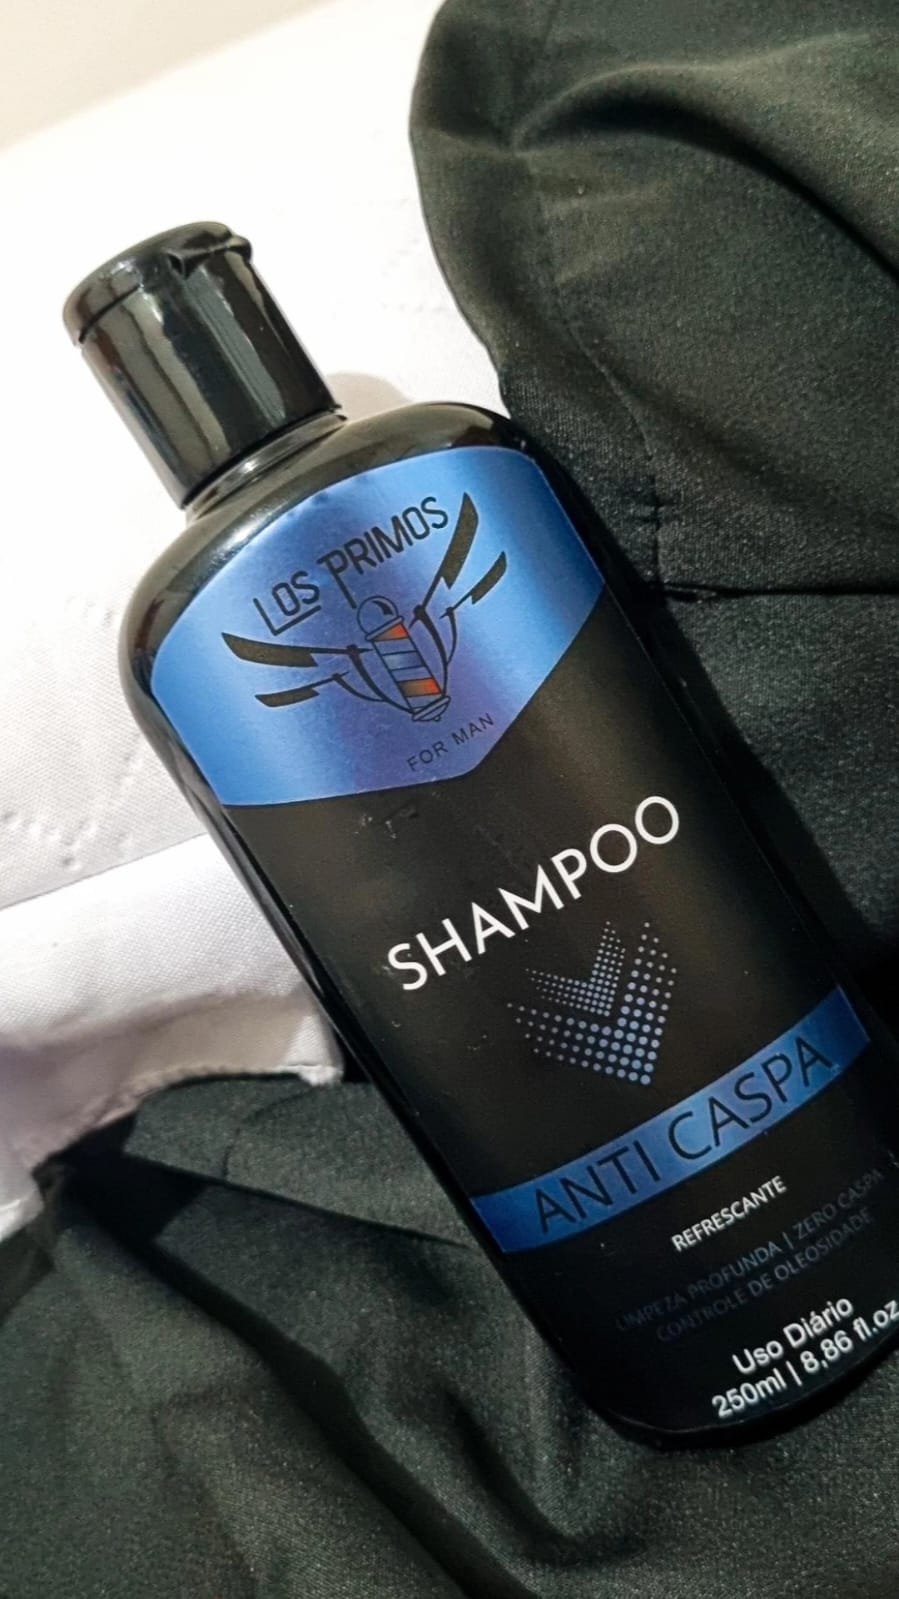 LOS PRIMOS
FOR MAN
SHAMPOO
ANTI CASPA
REFRESCANTE
LIMPEZA PROFUNDA | ZERO CASPA
CONTROLE DE OLEOSIDADE
Uso Diário
250ml | 8,86 fl.oz